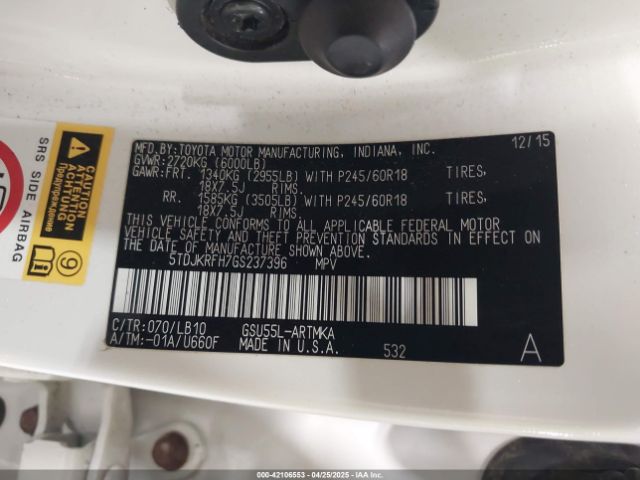 MFD.BY:TOYOTA MOTOR MANUFACTURING, INDIANA, INC. 12/15
GVWR:2720KG (6000LB)
GAWR:FRT. 1340KG (2955LB) WITH P245/60R18 TIRES,
18X7.5J RIMS.
RR. 1585KG (3505LB) WITH P245/60R18 TIRES,
18X7.5J RIMS.
THIS VEHICLE CONFORMS TO ALL APPLICABLE FEDERAL MOTOR
VEHICLE SAFETY AND THEFT PREVENTION STANDARDS IN EFFECT ON
THE DATE OF MANUFACTURE SHOWN ABOVE.
5TDJKRFH7GS237396 MPV
C/TR:070/LB10 GSU55L-ARTMKA
A/TM:-01A/U660F MADE IN U.S.A. 532 A
SRS SIDE AIRBAG
CAUTION
ATTENTION
ACHTUNG
Предупреждение
9
000-42106553 - 04/25/2025 - IAA Inc.